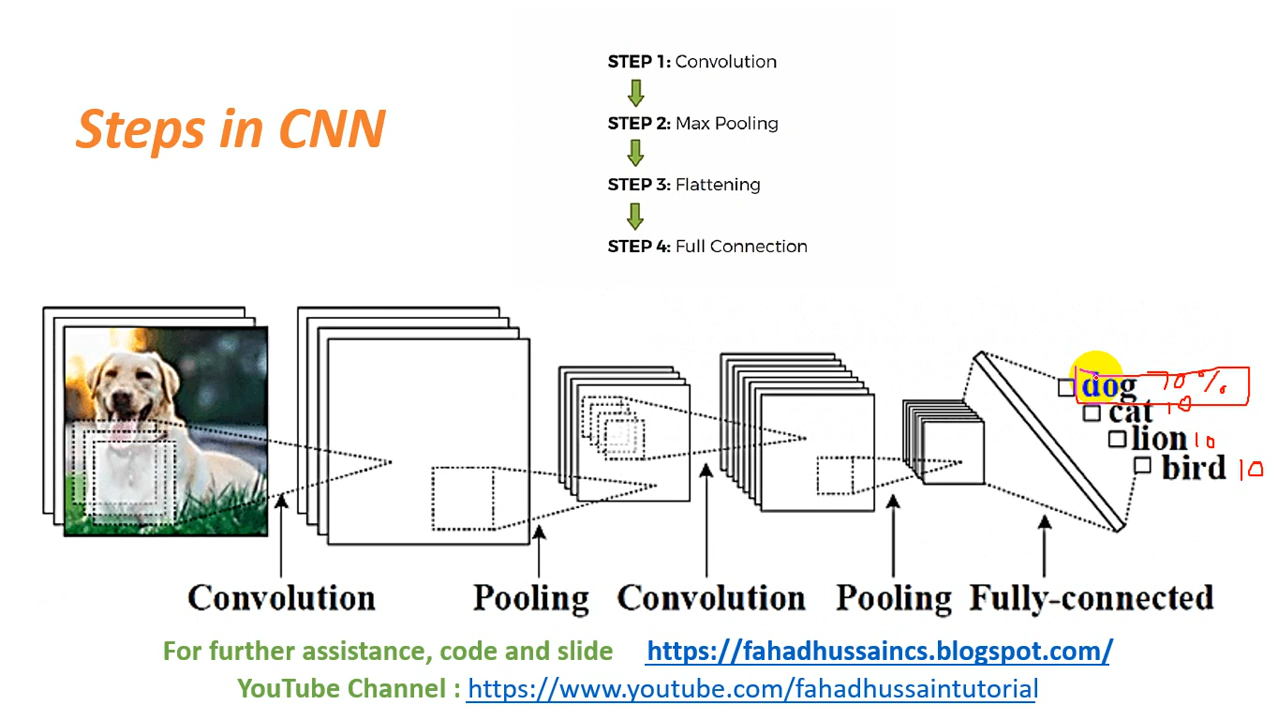 STEP 1: Convolution
Steps in CNN
STEP 2: Max Pooling
STEP 3: Flattening
STEP 4: Full Connection
dog 70%
cat 10
lion 10
bird 10
Convolution Pooling Convolution Pooling Fully-connected
For further assistance, code and slide https://fahadhussaincs.blogspot.com/
YouTube Channel : https://www.youtube.com/fahadhussaintutorial